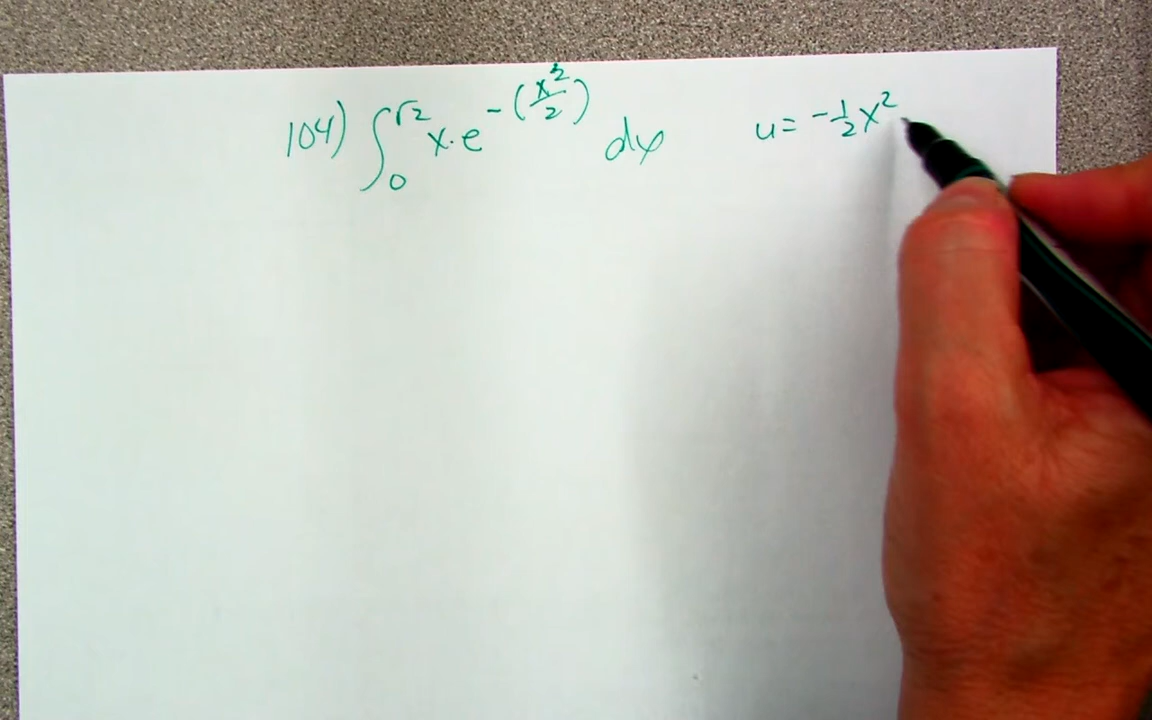 104) ∫₀^√2 x·e^-(x²/2) dx
u= -½x²